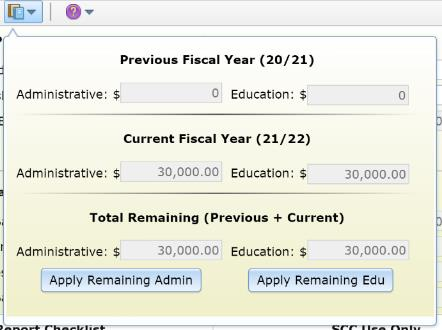 Previous Fiscal Year (20/21)
Administrative: $ 0 Education: $ 0
Current Fiscal Year (21/22)
Administrative: $ 30,000.00 Education: $ 30,000.00
Total Remaining (Previous + Current)
Administrative: $ 30,000.00 Education: $ 30,000.00
Apply Remaining Admin Apply Remaining Edu
Report Checklist SCC Use Only